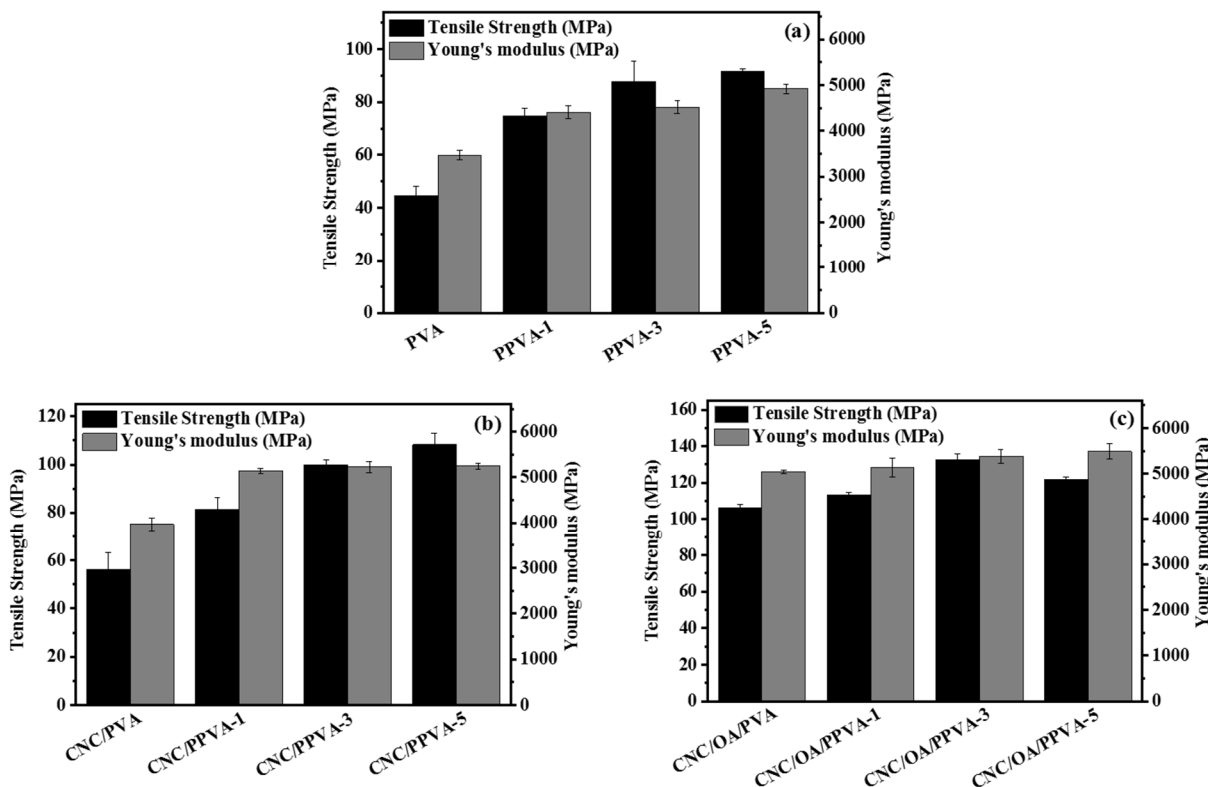 Tensile Strength (MPa)
Young's modulus (MPa)
(a)
Tensile Strength (MPa)
100
80
60
40
20
0
6000
5000
4000
3000
2000
1000
0
Young's modulus (MPa)
PVA
PPVA-1
PPVA-3
PPVA-5
Tensile Strength (MPa)
Young's modulus (MPa)
(b)
Tensile Strength (MPa)
120
100
80
60
40
20
0
6000
5000
4000
3000
2000
1000
0
Young's modulus (MPa)
CNC/PVA
CNC/PPVA-1
CNC/PPVA-3
CNC/PPVA-5
Tensile Strength (MPa)
Young's modulus (MPa)
(c)
Tensile Strength (MPa)
160
140
120
100
80
60
40
20
0
6000
5000
4000
3000
2000
1000
0
Young's modulus (MPa)
CNC/OA/PVA
CNC/OA/PPVA-1
CNC/OA/PPVA-3
CNC/OA/PPVA-5